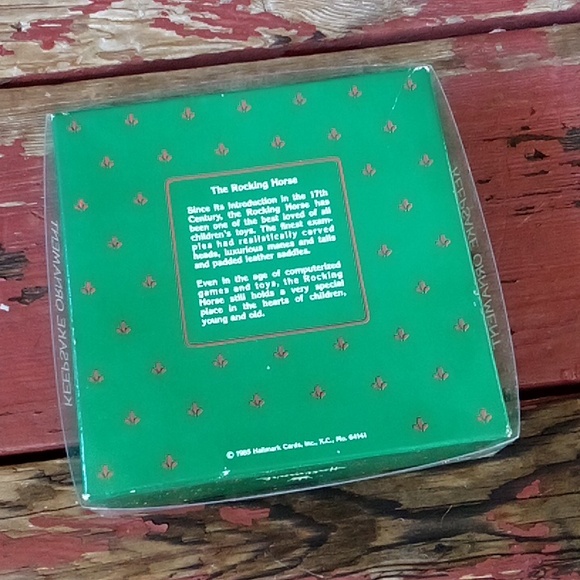 The Rocking Horse
Since its introduction in the 17th
Century, the Rocking Horse has
been one of the best loved of all
children's toys. The finest exam-
ples had realistically carved
heads, luxurious manes and tails
and padded leather saddles.
Even in the age of computerized
games and toys, the Rocking
Horse still holds a very special
place in the hearts of children,
young and old.
© 1985 Hallmark Cards, Inc., K.C., Mo. 64141
KEEPSAKE ORNAMENT
KEEPSAKE ORNAMENT